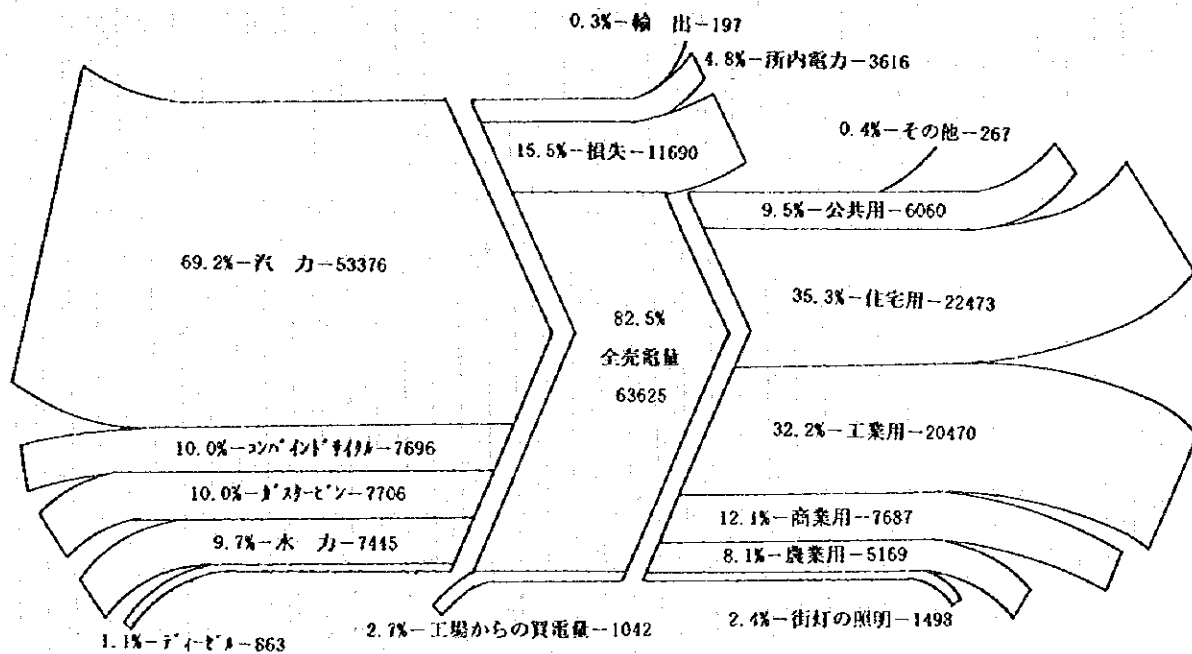 0.3%－輸 出－197
4.8%－所内電力－3616
15.5%－損失－11690
0.4%－その他－267
9.5%－公共用－6060
69.2%－汽 力－53376
35.3%－住宅用－22473
82.5%
全売電量
63625
32.2%－工業用－20470
10.0%－コンバインドサイクル－7696
10.0%－ガスタービン－7706
12.1%－商業用－7687
9.7%－水 力－7445
8.1%－農業用－5169
2.7%－工場からの買電量－1042
2.4%－街灯の照明－1498
1.1%－ディーゼル－863